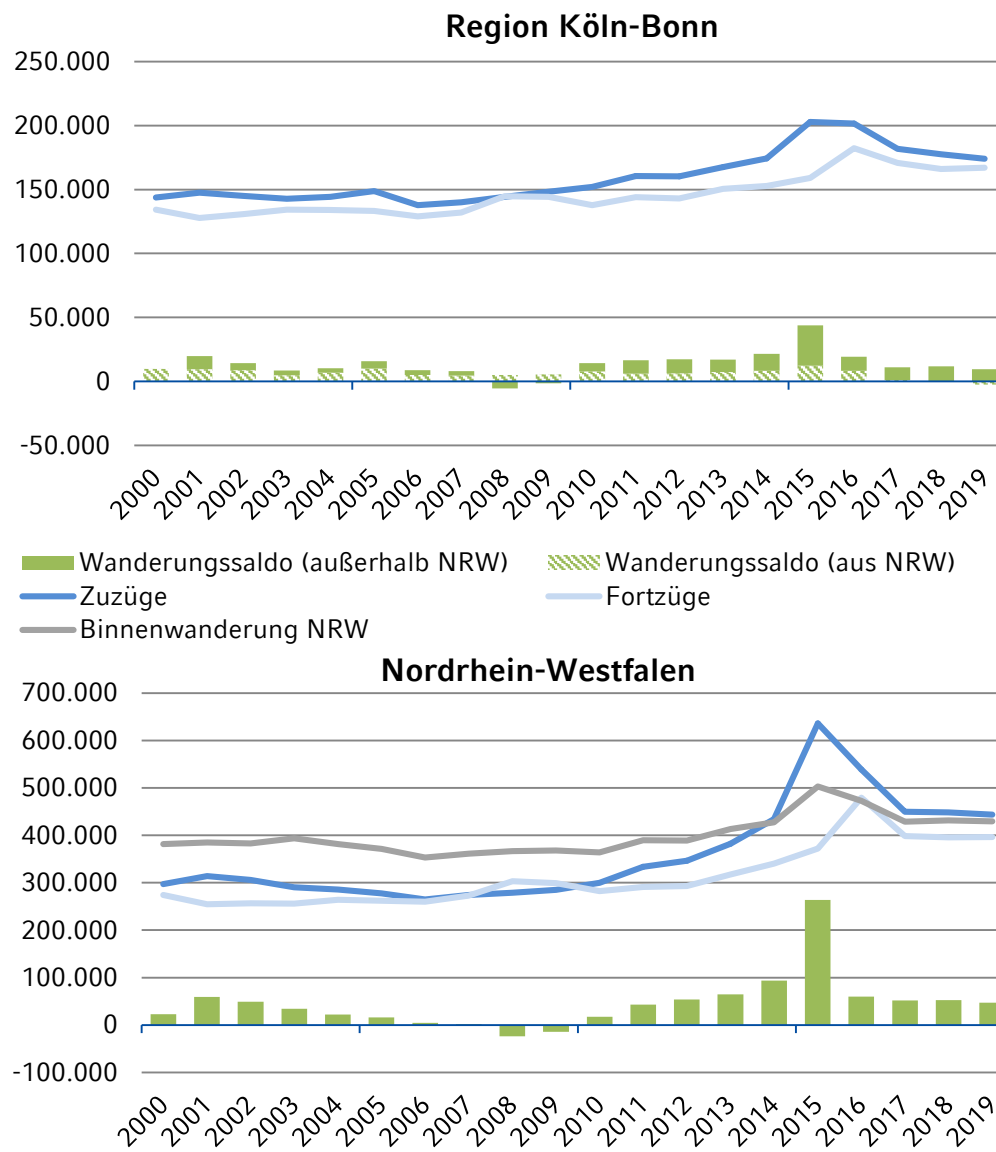 Region Köln-Bonn
250.000
200.000
150.000
100.000
50.000
0
-50.000
2000 2001 2002 2003 2004 2005 2006 2007 2008 2009 2010 2011 2012 2013 2014 2015 2016 2017 2018 2019
Wanderungssaldo (außerhalb NRW) Wanderungssaldo (aus NRW)
Zuzüge Fortzüge
Binnenwanderung NRW
Nordrhein-Westfalen
700.000
600.000
500.000
400.000
300.000
200.000
100.000
0
-100.000
2000 2001 2002 2003 2004 2005 2006 2007 2008 2009 2010 2011 2012 2013 2014 2015 2016 2017 2018 2019